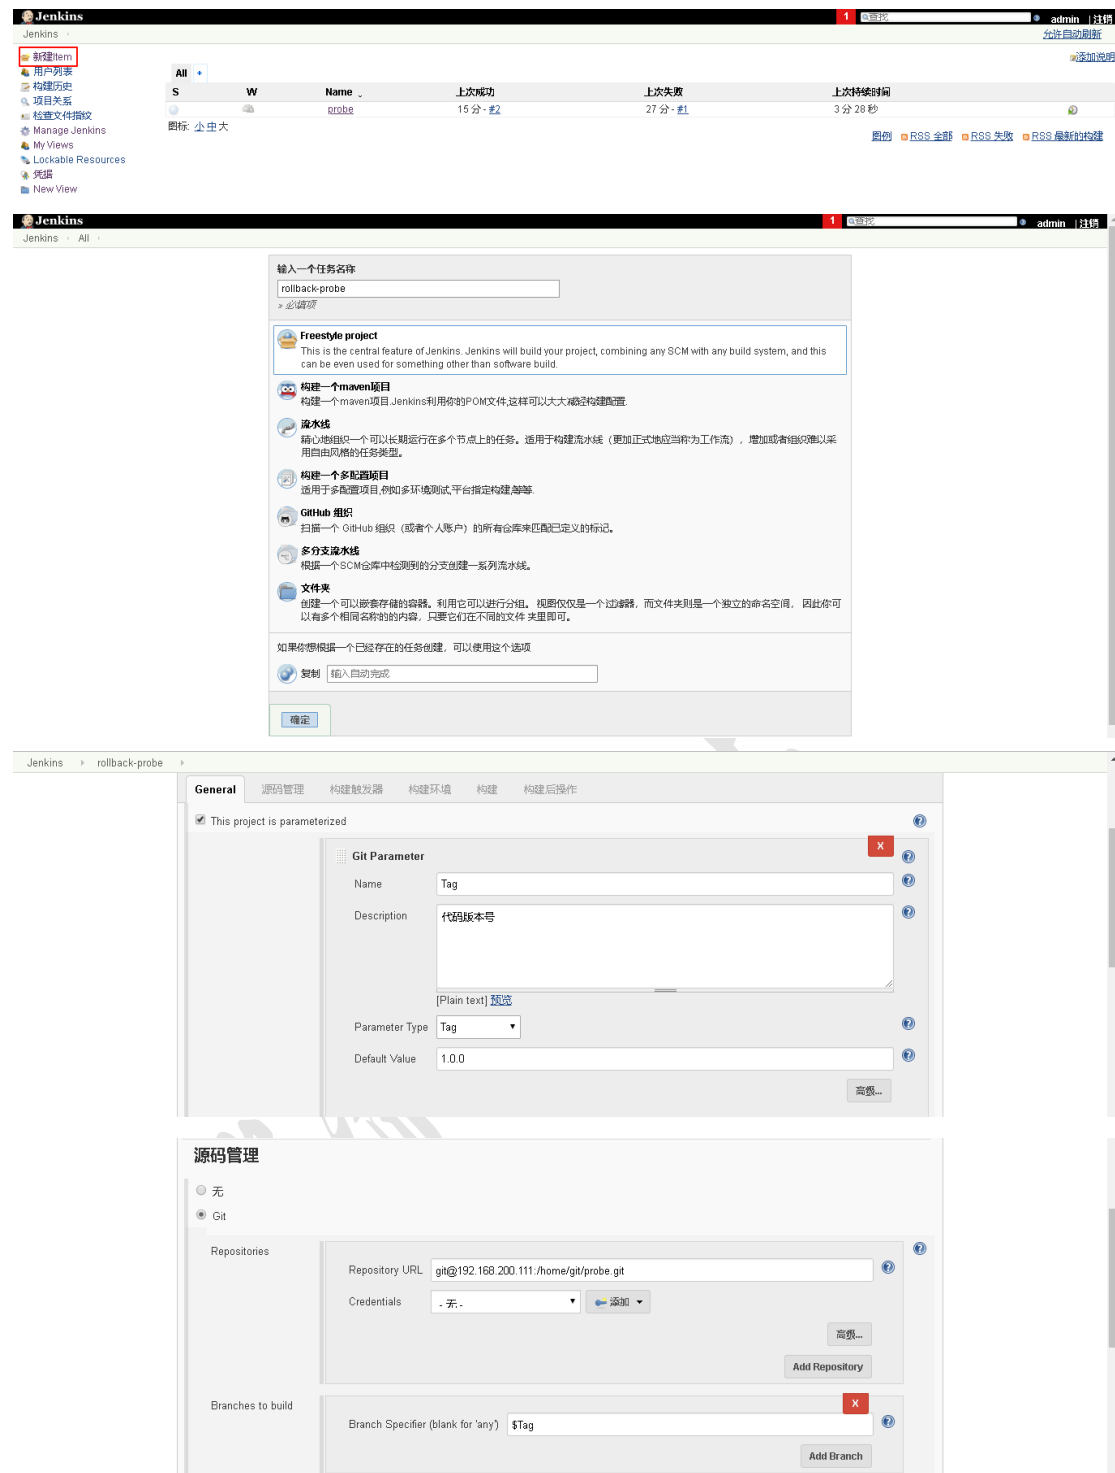 Jenkins
1 查找 admin | 注销
Jenkins
允许自动刷新
新建Item
添加说明
用户列表
All +
构建历史
S W Name 上次成功 上次失败 上次持续时间
项目关系
probe 15 分 - #2 27 分 - #1 3 分 28 秒
检查文件指纹
图标: 小 中 大
Manage Jenkins
图例 RSS 全部 RSS 失败 RSS 最新的构建
My Views
Lockable Resources
凭据
New View
Jenkins
1 查找 admin | 注销
Jenkins All
输入一个任务名称
rollback-probe
» 必填项
Freestyle project
This is the central feature of Jenkins. Jenkins will build your project, combining any SCM with any build system, and this
can be even used for something other than software build.
构建一个maven项目
构建一个maven项目.Jenkins利用你的POM文件,这样可以大大减轻构建配置.
流水线
精心地组织一个可以长期运行在多个节点上的任务。适用于构建流水线（更加正式地应当称为工作流），增加或者组织难以采
用自由风格的任务类型。
构建一个多配置项目
适用于多配置项目,例如多环境测试,平台指定构建,等等.
GitHub 组织
扫描一个 GitHub 组织（或者个人账户）的所有仓库来匹配已定义的标记。
多分支流水线
根据一个SCM仓库中检测到的分支创建一系列流水线。
文件夹
创建一个可以嵌套存储的容器。利用它可以进行分组。 视图仅仅是一个过滤器，而文件夹则是一个独立的命名空间， 因此你可
以有多个相同名称的的内容，只要它们在不同的文件 夹里即可。
如果你想根据一个已经存在的任务创建，可以使用这个选项
复制 输入自动完成
确定
Jenkins rollback-probe
General 源码管理 构建触发器 构建环境 构建 构建后操作
This project is parameterized
X
Git Parameter
Name Tag
Description 代码版本号
[Plain text] 预览
Parameter Type Tag
Default Value 1.0.0
高级...
源码管理
无
Git
Repositories
Repository URL git@192.168.200.111:/home/git/probe.git
Credentials - 无 - 添加
高级...
Add Repository
Branches to build
X
Branch Specifier (blank for 'any') $Tag
Add Branch